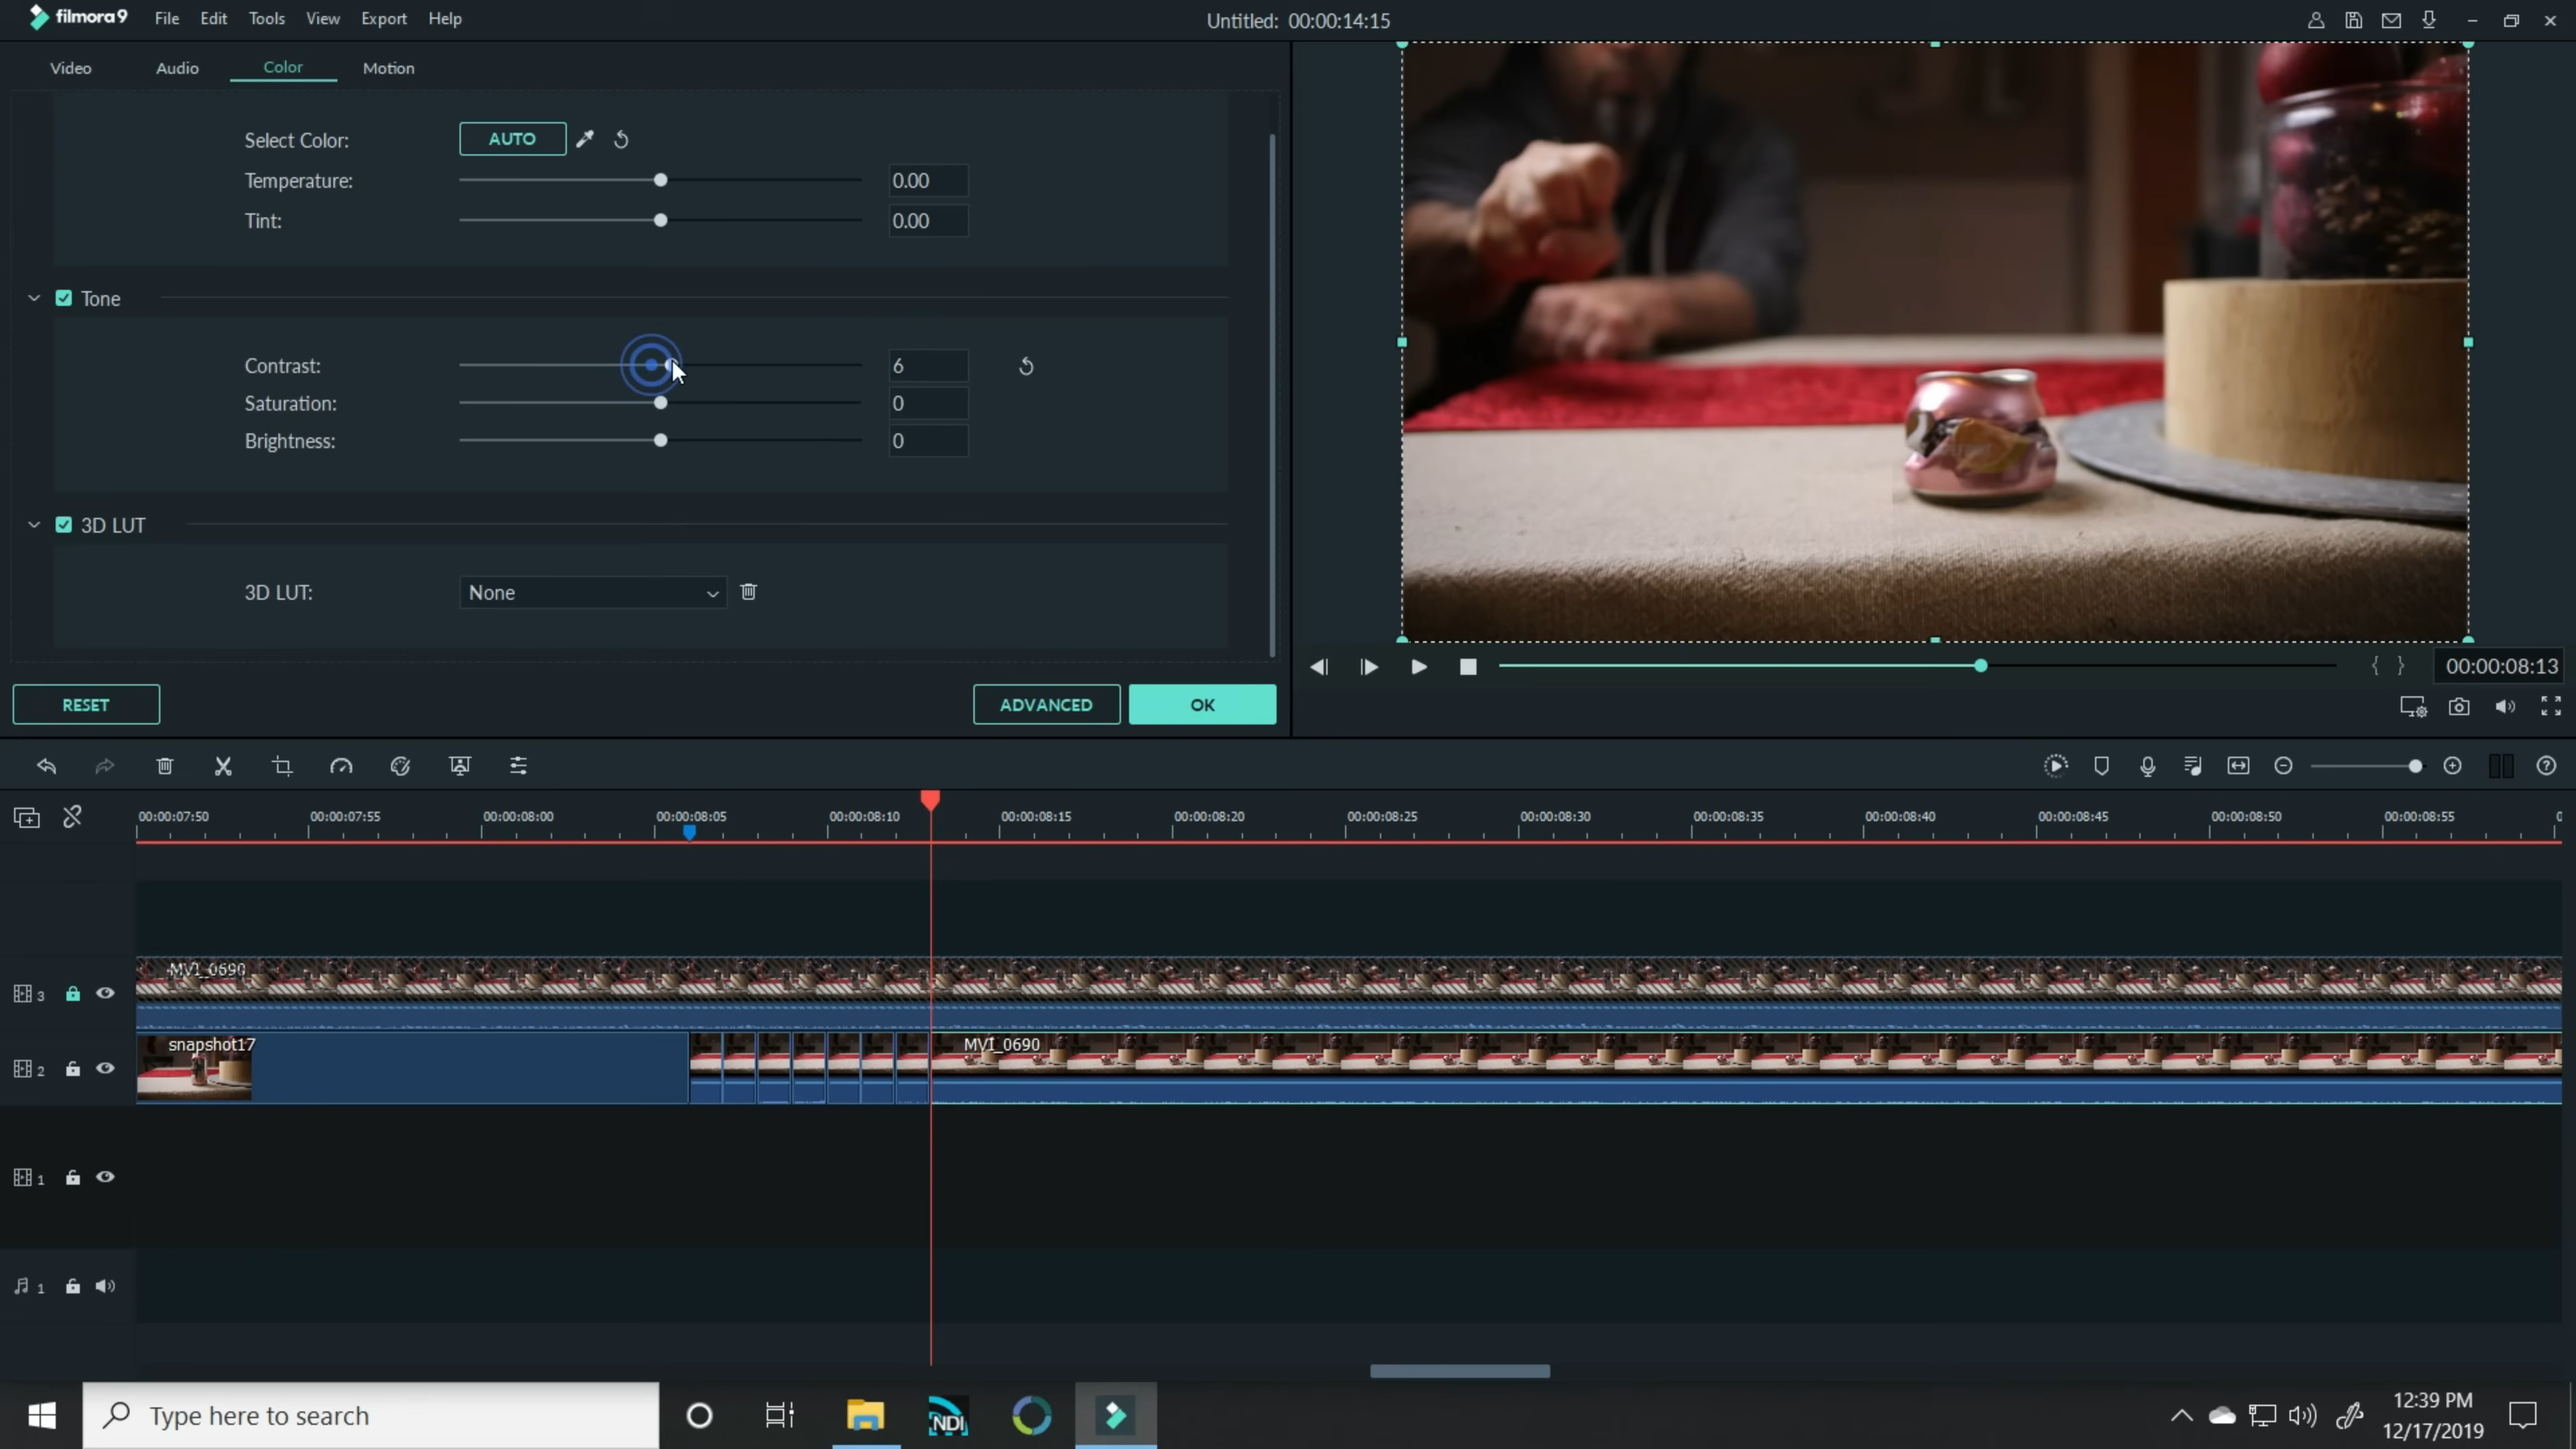 filmora9 File Edit Tools View Export Help
Untitled: 00:00:14:15
Video Audio Color Motion
Select Color: AUTO
Temperature: 0.00
Tint: 0.00
Tone
Contrast: 6
Saturation: 0
Brightness: 0
3D LUT
3D LUT: None
{ } 00:00:08:13
RESET ADVANCED OK
00:00:07:50 00:00:07:55 00:00:08:00 00:00:08:05 00:00:08:10 00:00:08:15 00:00:08:20 00:00:08:25 00:00:08:30 00:00:08:35 00:00:08:40 00:00:08:45 00:00:08:50 00:00:08:55
MVI_0690
3
snapshot17 MVI_0690
2
1
1
Type here to search
NDI
12:39 PM
12/17/2019